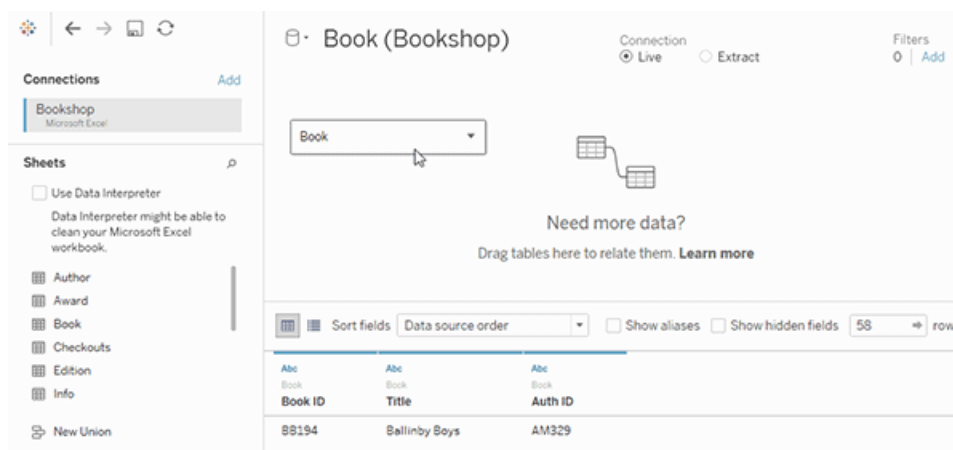 Book (Bookshop)
Connection
Live
Extract
Filters
0 | Add
Connections
Add
Bookshop
Microsoft Excel
Sheets
Use Data Interpreter
Data Interpreter might be able to
clean your Microsoft Excel
workbook.
Author
Award
Book
Checkouts
Edition
Info
New Union
Book
Need more data?
Drag tables here to relate them. Learn more
Sort fields
Data source order
Show aliases
Show hidden fields
58
row
Abc
Book
Book ID
Abc
Book
Title
Abc
Book
Auth ID
BB194
Ballinby Boys
AM329